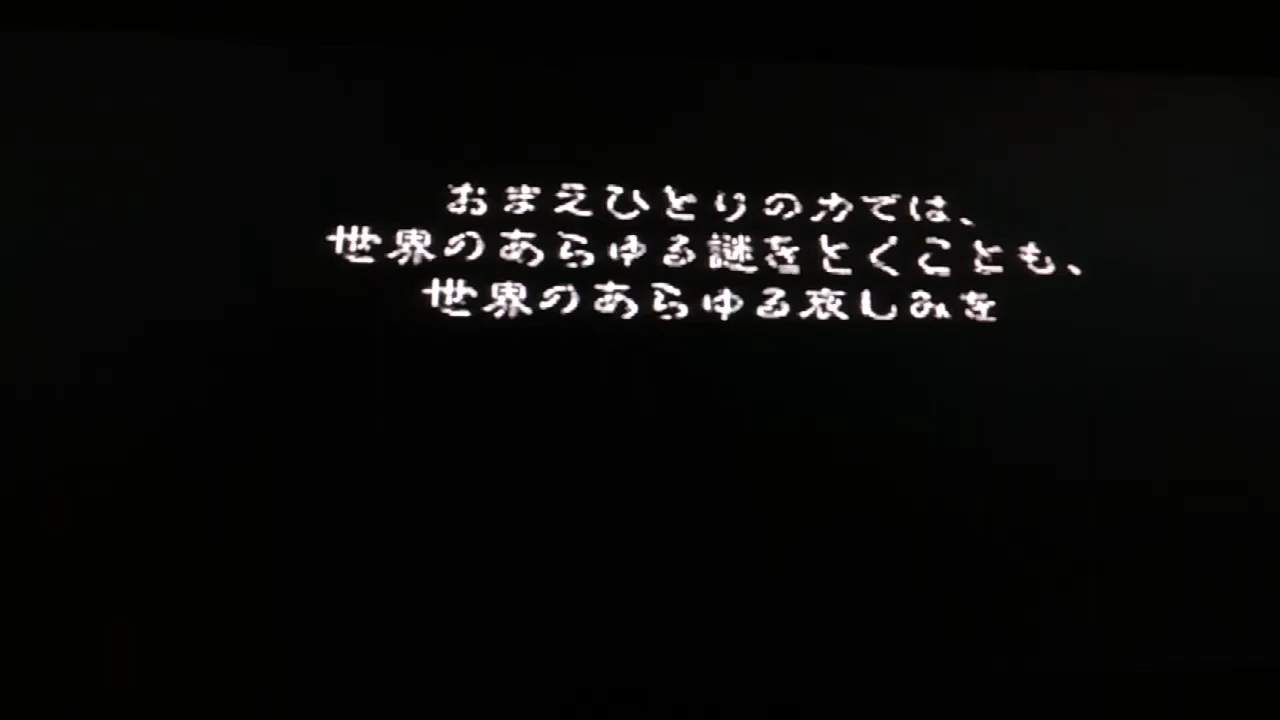 おまえひとりの力では、
世界のあらゆる謎をとくことも、
世界のあらゆる哀しみを